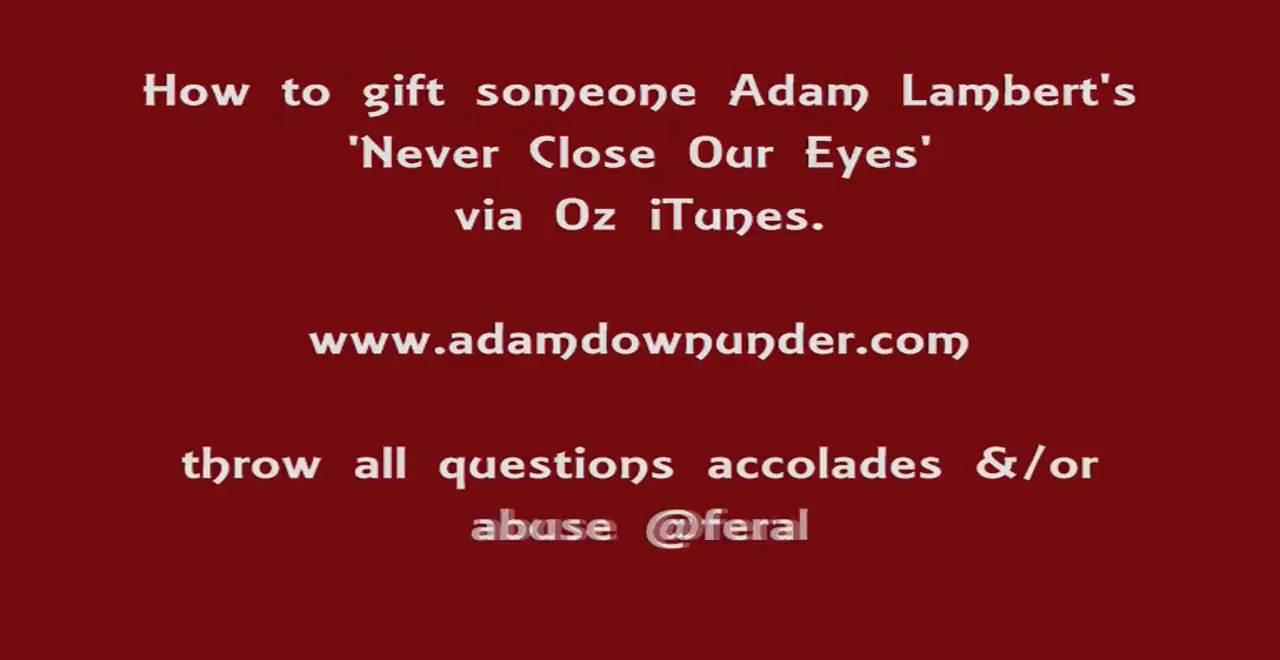 How to gift someone Adam Lambert's
'Never Close Our Eyes'
via Oz iTunes.
www.adamdownunder.com
throw all questions accolades &/or
abuse @feral